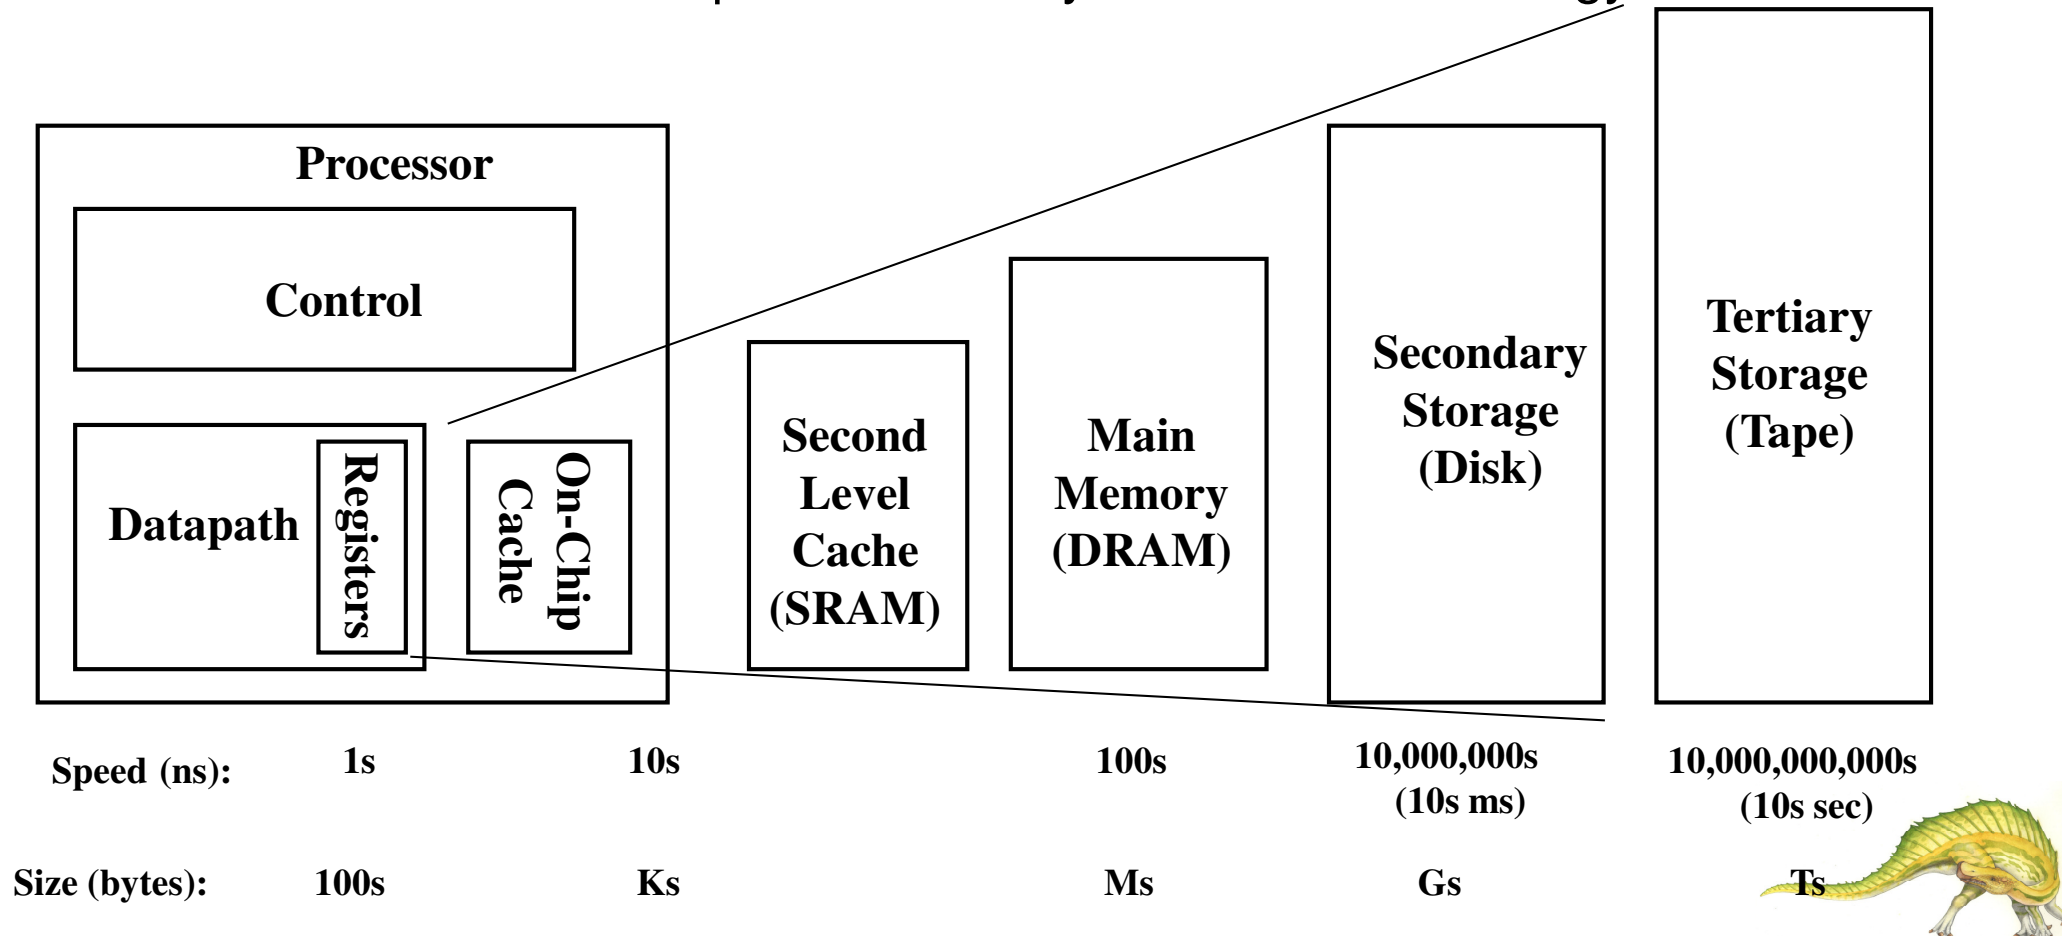 Processor
Control
Datapath
Registers
On-Chip
Cache
Second
Level
Cache
(SRAM)
Main
Memory
(DRAM)
Secondary
Storage
(Disk)
Tertiary
Storage
(Tape)
Speed (ns): 1s 10s 100s 10,000,000s 10,000,000,000s
(10s ms) (10s sec)
Size (bytes): 100s Ks Ms Gs Ts